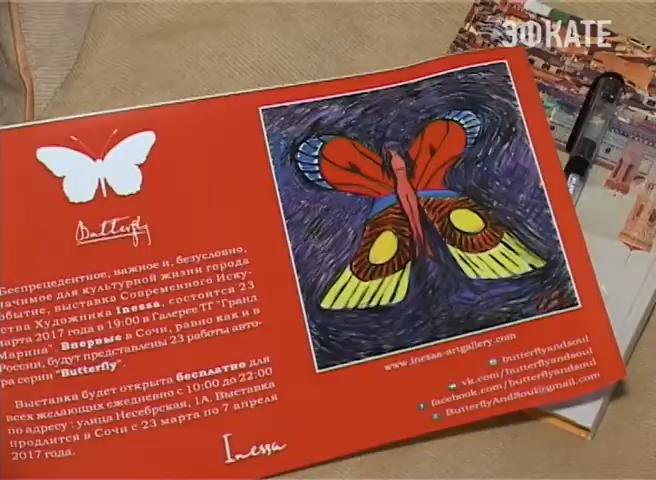 ЭФКАТЕ
Butterfly
Беспрецедентное, важное и, безусловно,
значимое для культурной жизни города
событие, выставка Современного Искус-
ства Художника Inessa, состоится 23
марта 2017 года в 19:00 в Галерее ТГ "Гранд
Марина". Впервые в Сочи, равно как и в
России, будут представлены 23 работы авто-
ра серии "Butterfly".
Выставка будет открыта бесплатно для
всех желающих ежедневно с 10:00 до 22:00
по адресу: улица Несебрская, 1А. Выставка
продлится в Сочи с 23 марта по 7 апреля
2017 года.
Inessa
www.inessa-artgallery.com
butterflyandsoul
vk.com/butterflyandsoul
facebook.com/butterflyandsoul
ButterflyAndSoul@gmail.com